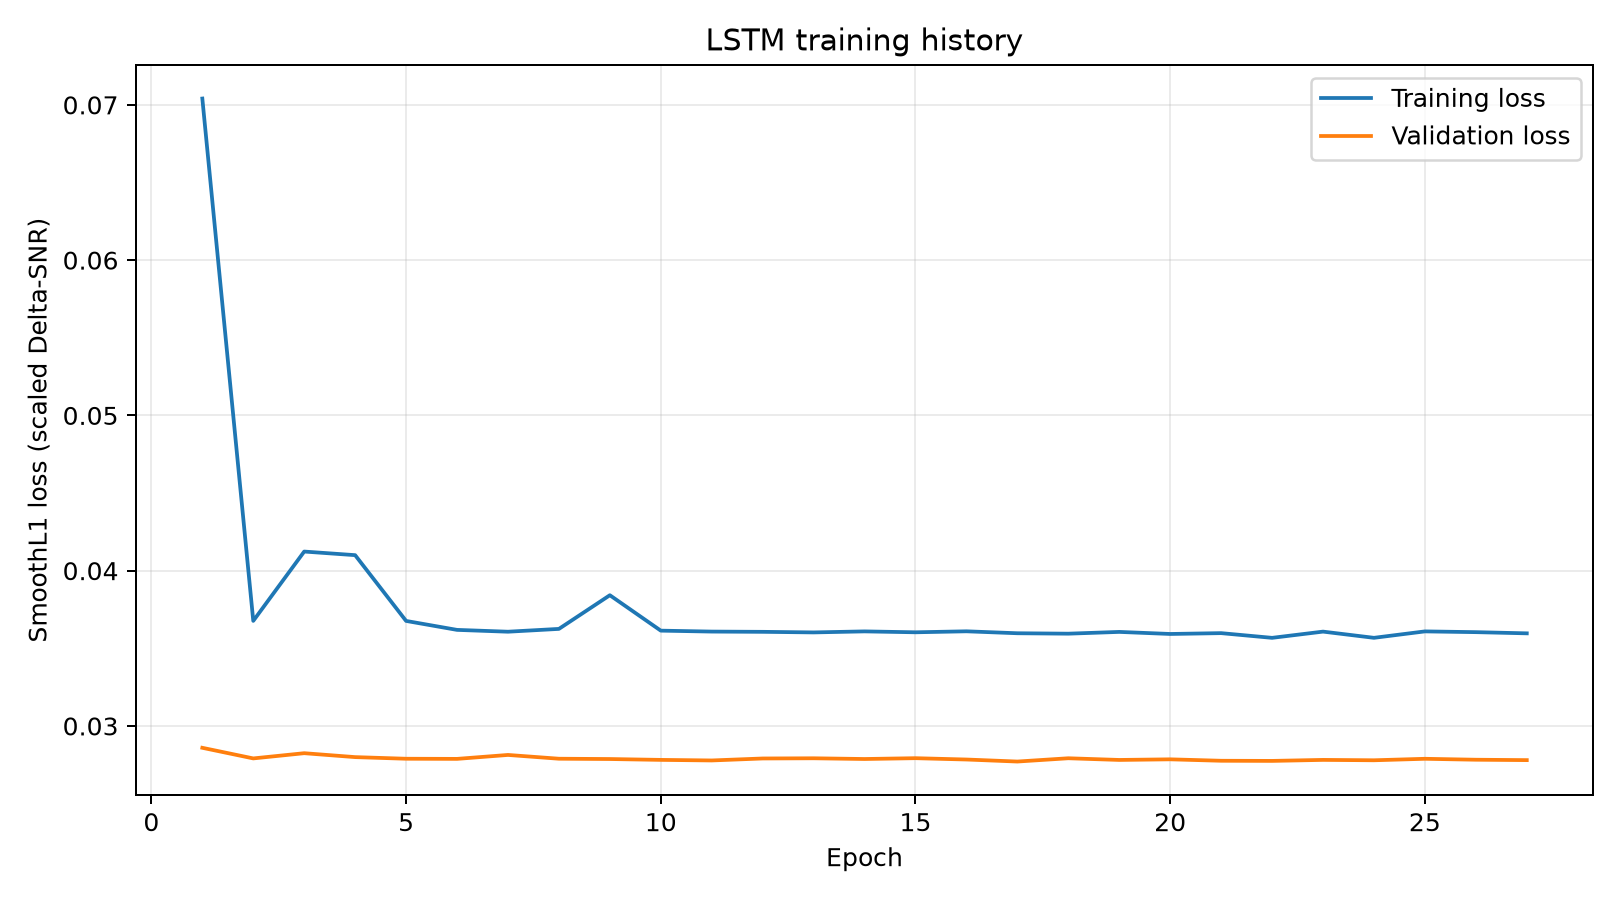 LSTM training history
Training loss
Validation loss
SmoothL1 loss (scaled Delta-SNR)
0.07
0.06
0.05
0.04
0.03
0 5 10 15 20 25
Epoch